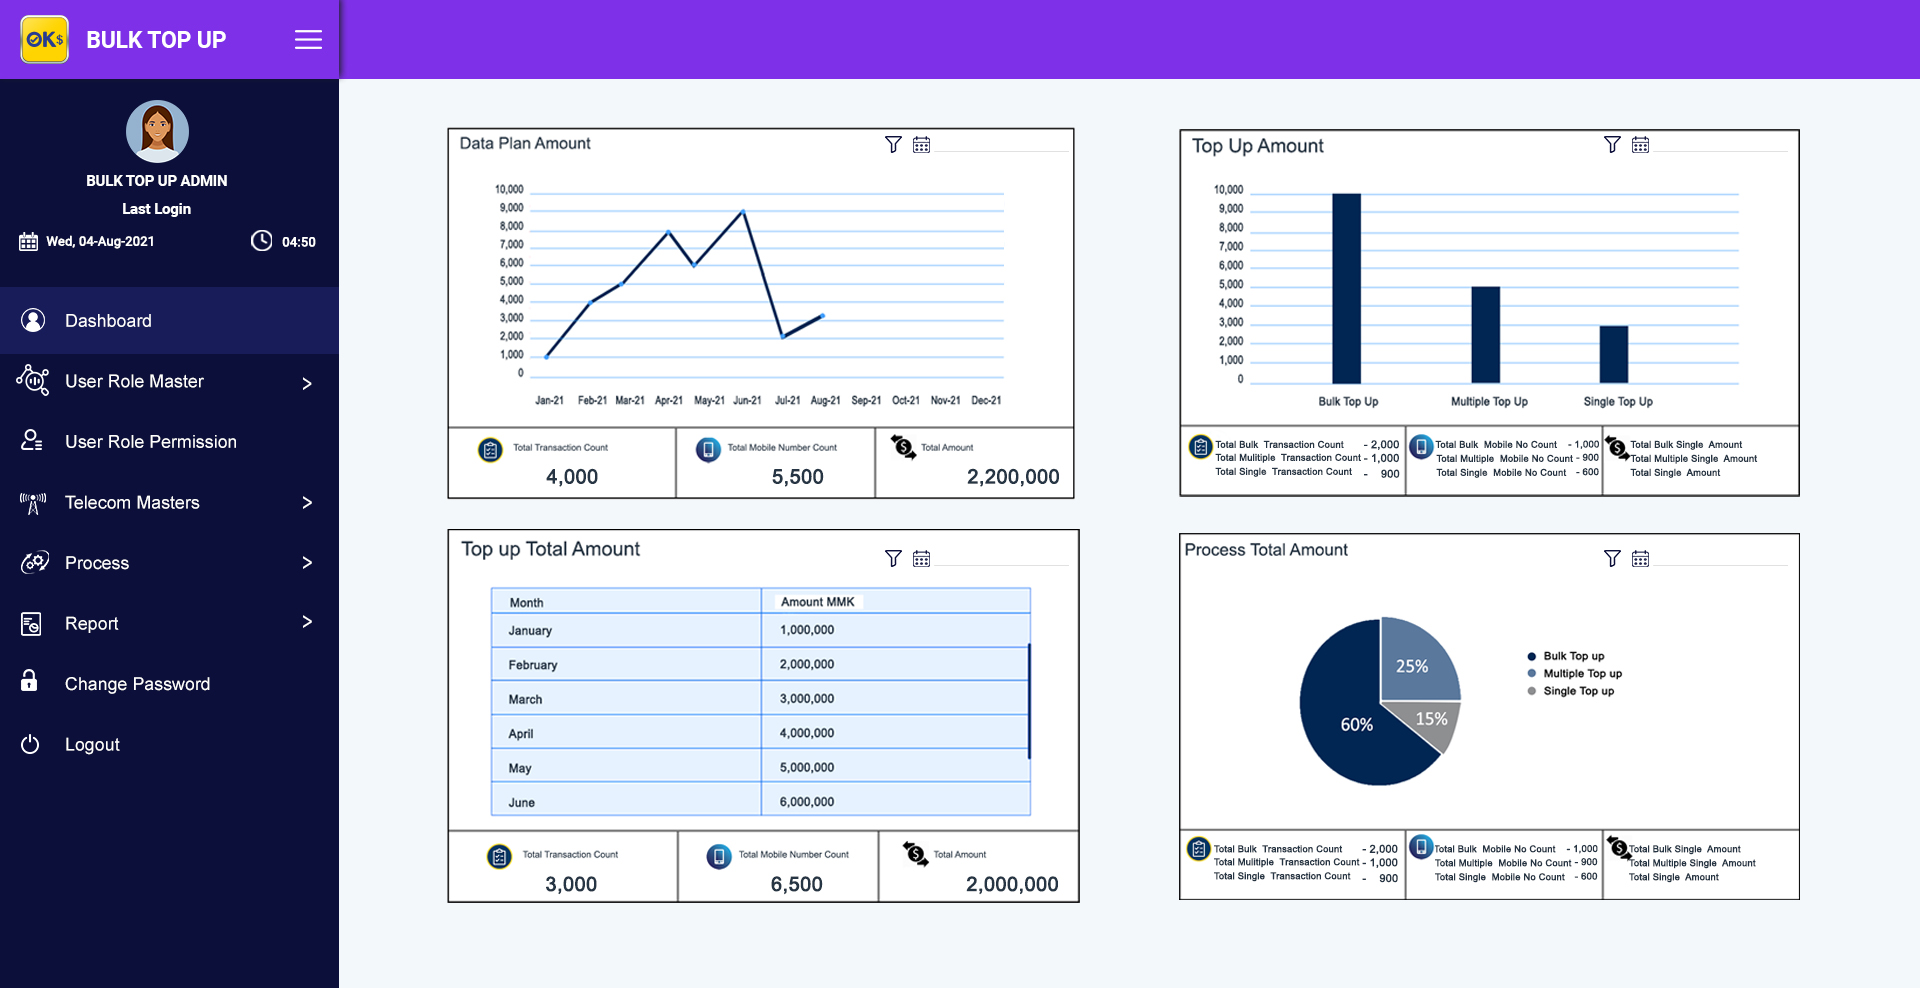 OK$
BULK TOP UP
BULK TOP UP ADMIN
Last Login
Wed, 04-Aug-2021
04:50
Dashboard
User Role Master
User Role Permission
Telecom Masters
Process
Report
Change Password
Logout
Data Plan Amount
10,000
9,000
8,000
7,000
6,000
5,000
4,000
3,000
2,000
1,000
0
Jan-21 Feb-21 Mar-21 Apr-21 May-21 Jun-21 Jul-21 Aug-21 Sep-21 Oct-21 Nov-21 Dec-21
Total Transaction Count
4,000
Total Mobile Number Count
5,500
Total Amount
2,200,000
Top Up Amount
10,000
9,000
8,000
7,000
6,000
5,000
4,000
3,000
2,000
1,000
0
Bulk Top Up Multiple Top Up Single Top Up
Total Bulk Transaction Count - 2,000
Total Mulitiple Transaction Count - 1,000
Total Single Transaction Count - 900
Total Bulk Mobile No Count - 1,000
Total Multiple Mobile No Count - 900
Total Single Mobile No Count - 600
Total Bulk Single Amount
Total Multiple Single Amount
Total Single Amount
Top up Total Amount
Month Amount MMK
January 1,000,000
February 2,000,000
March 3,000,000
April 4,000,000
May 5,000,000
June 6,000,000
Total Transaction Count
3,000
Total Mobile Number Count
6,500
Total Amount
2,000,000
Process Total Amount
25%
15%
60%
Bulk Top up
Multiple Top up
Single Top up
Total Bulk Transaction Count - 2,000
Total Mulitiple Transaction Count - 1,000
Total Single Transaction Count - 900
Total Bulk Mobile No Count - 1,000
Total Multiple Mobile No Count - 900
Total Single Mobile No Count - 600
Total Bulk Single Amount
Total Multiple Single Amount
Total Single Amount